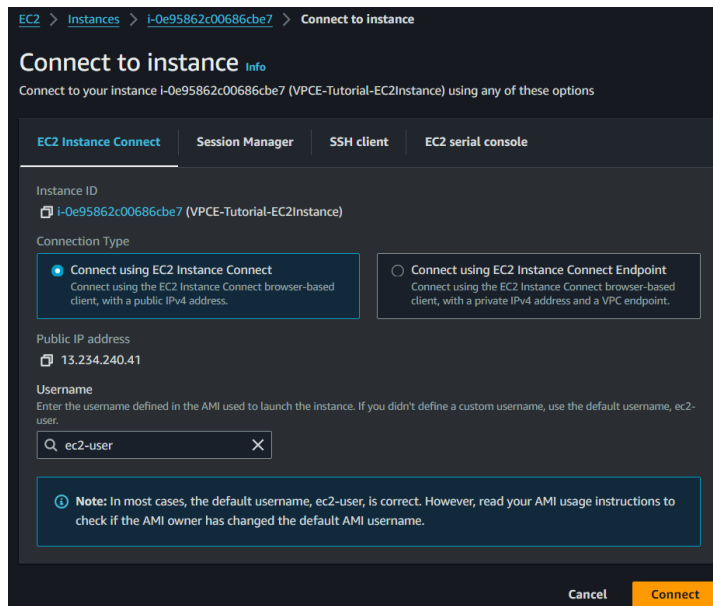 EC2 > Instances > i-0e95862c00686cbe7 > Connect to instance
Connect to instance Info
Connect to your instance i-0e95862c00686cbe7 (VPCE-Tutorial-EC2Instance) using any of these options
EC2 Instance Connect Session Manager SSH client EC2 serial console
Instance ID
i-0e95862c00686cbe7 (VPCE-Tutorial-EC2Instance)
Connection Type
Connect using EC2 Instance Connect
Connect using the EC2 Instance Connect browser-based
client, with a public IPv4 address.
Connect using EC2 Instance Connect Endpoint
Connect using the EC2 Instance Connect browser-based
client, with a private IPv4 address and a VPC endpoint.
Public IP address
13.234.240.41
Username
Enter the username defined in the AMI used to launch the instance. If you didn't define a custom username, use the default username, ec2-
user.
ec2-user
Note: In most cases, the default username, ec2-user, is correct. However, read your AMI usage instructions to
check if the AMI owner has changed the default AMI username.
Cancel Connect